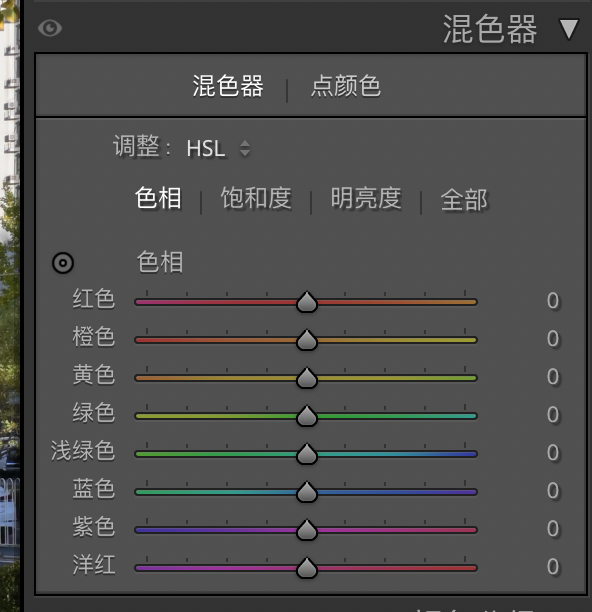 混色器 ▼
混色器 | 点颜色
调整: HSL
色相 | 饱和度 | 明亮度 | 全部
色相
红色 0
橙色 0
黄色 0
绿色 0
浅绿色 0
蓝色 0
紫色 0
洋红 0